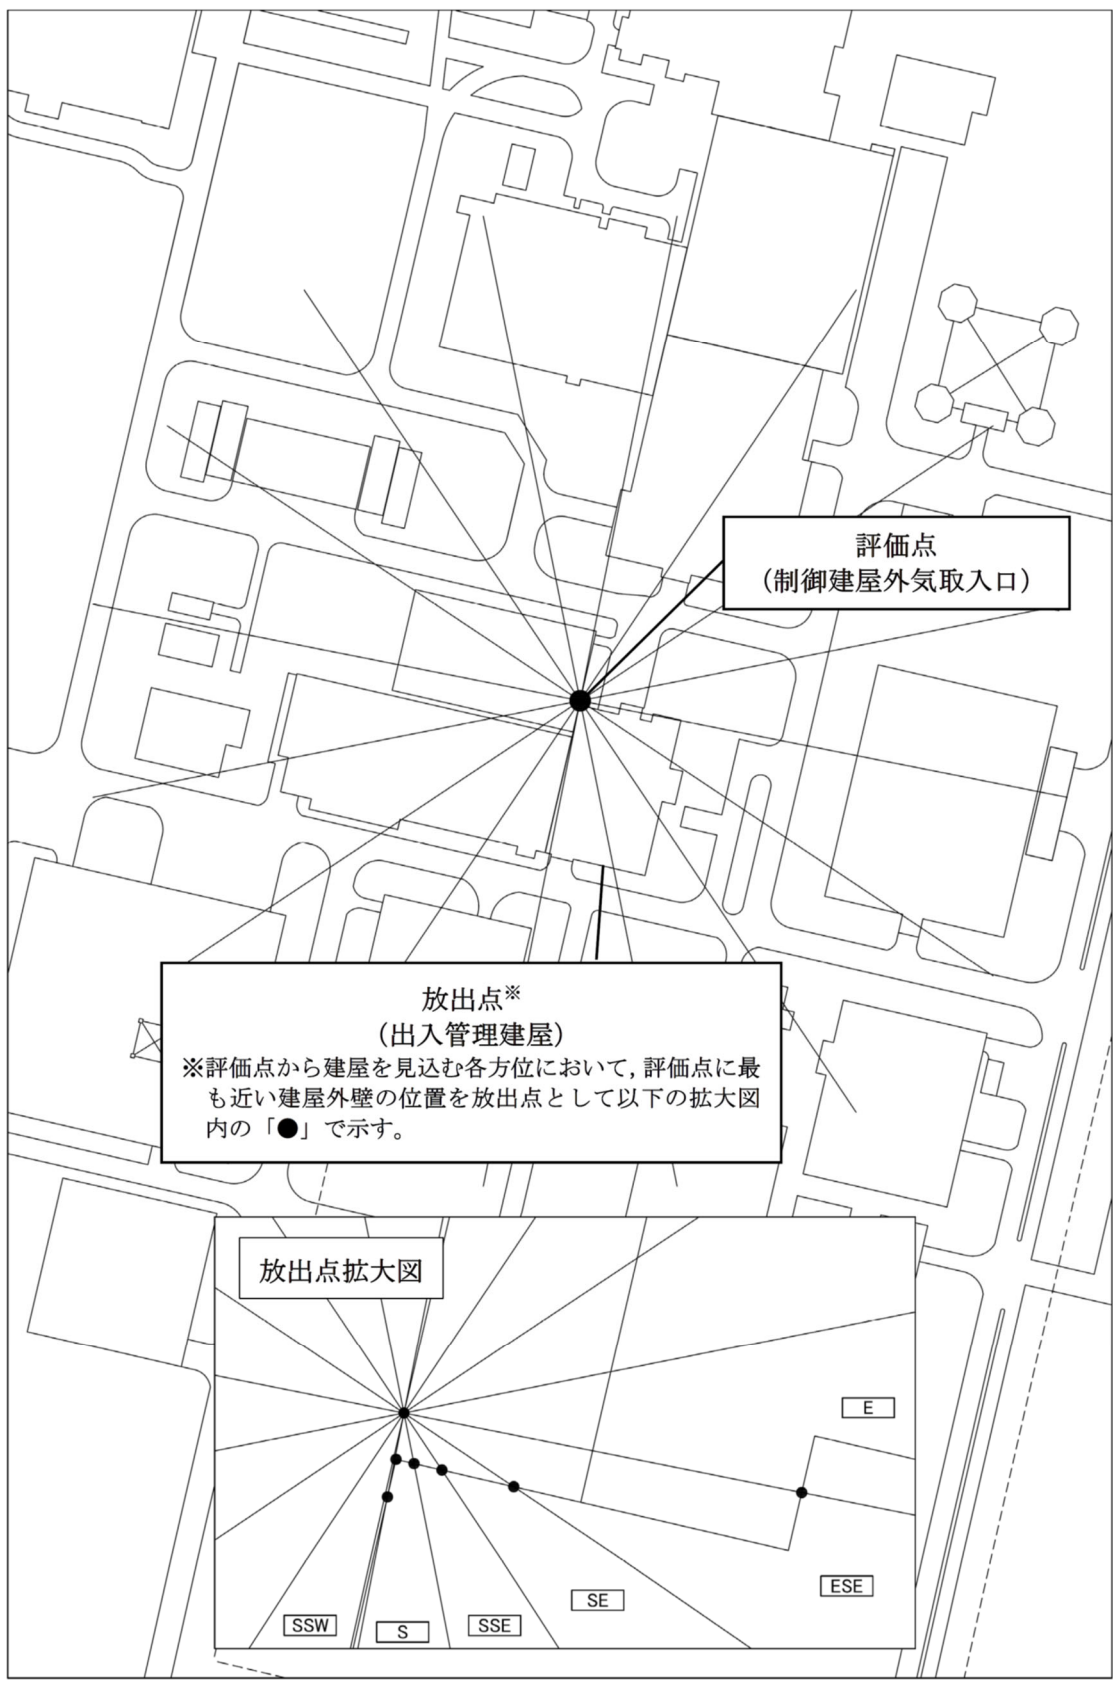 評価点
（制御建屋外気取入口）
放出点※
（出入管理建屋）
※評価点から建屋を見込む各方位において，評価点に最
も近い建屋外壁の位置を放出点として以下の拡大図
内の「●」で示す。
放出点拡大図
E
ESE
SE
SSE
S
SSW